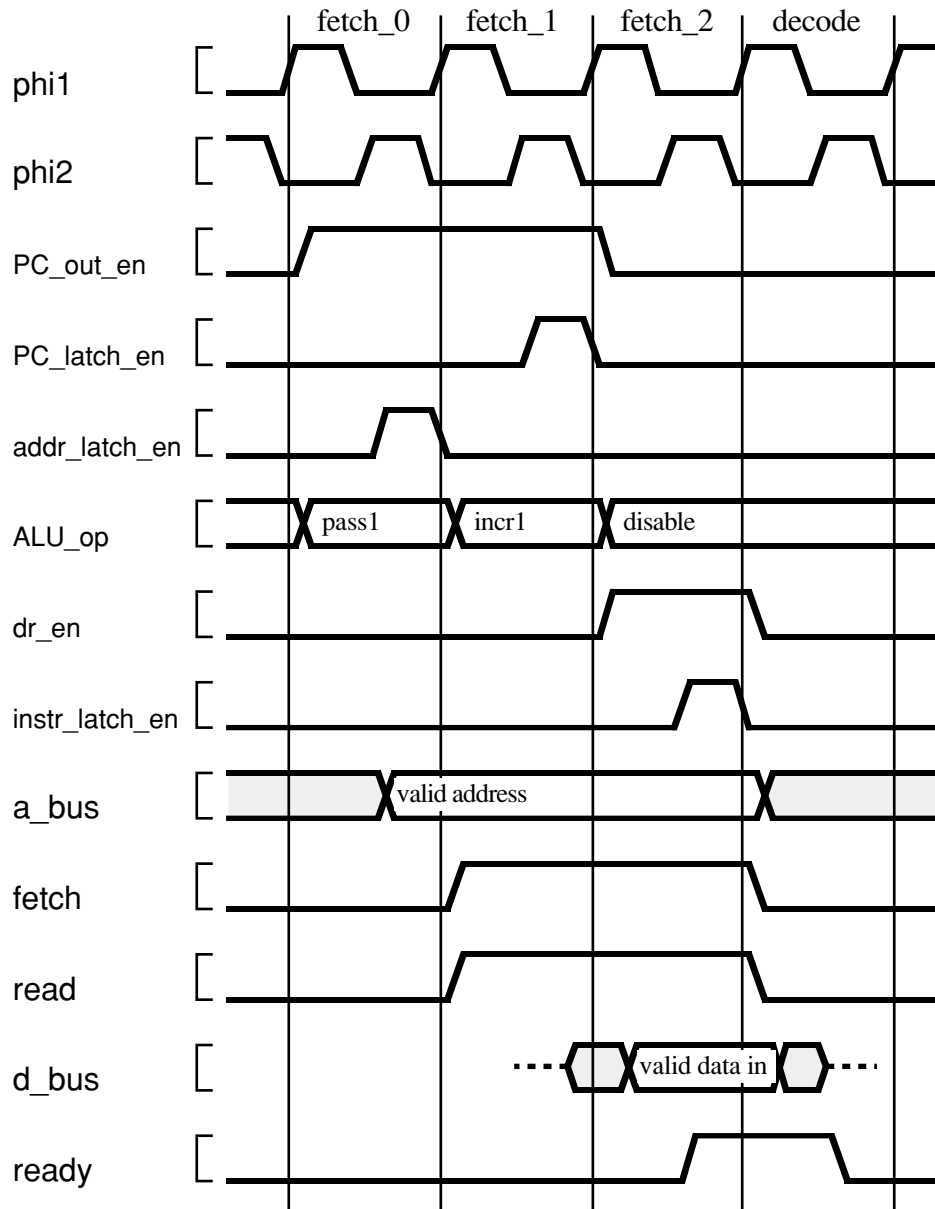 fetch_0 fetch_1 fetch_2 decode
phi1
phi2
PC_out_en
PC_latch_en
addr_latch_en
ALU_op pass1 incr1 disable
dr_en
instr_latch_en
a_bus valid address
fetch
read
d_bus valid data in
ready